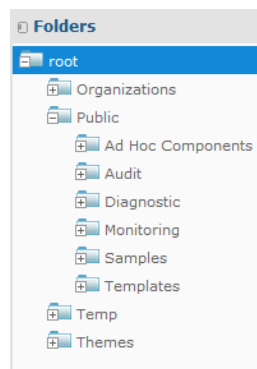 Folders
root
Organizations
Public
Ad Hoc Components
Audit
Diagnostic
Monitoring
Samples
Templates
Temp
Themes